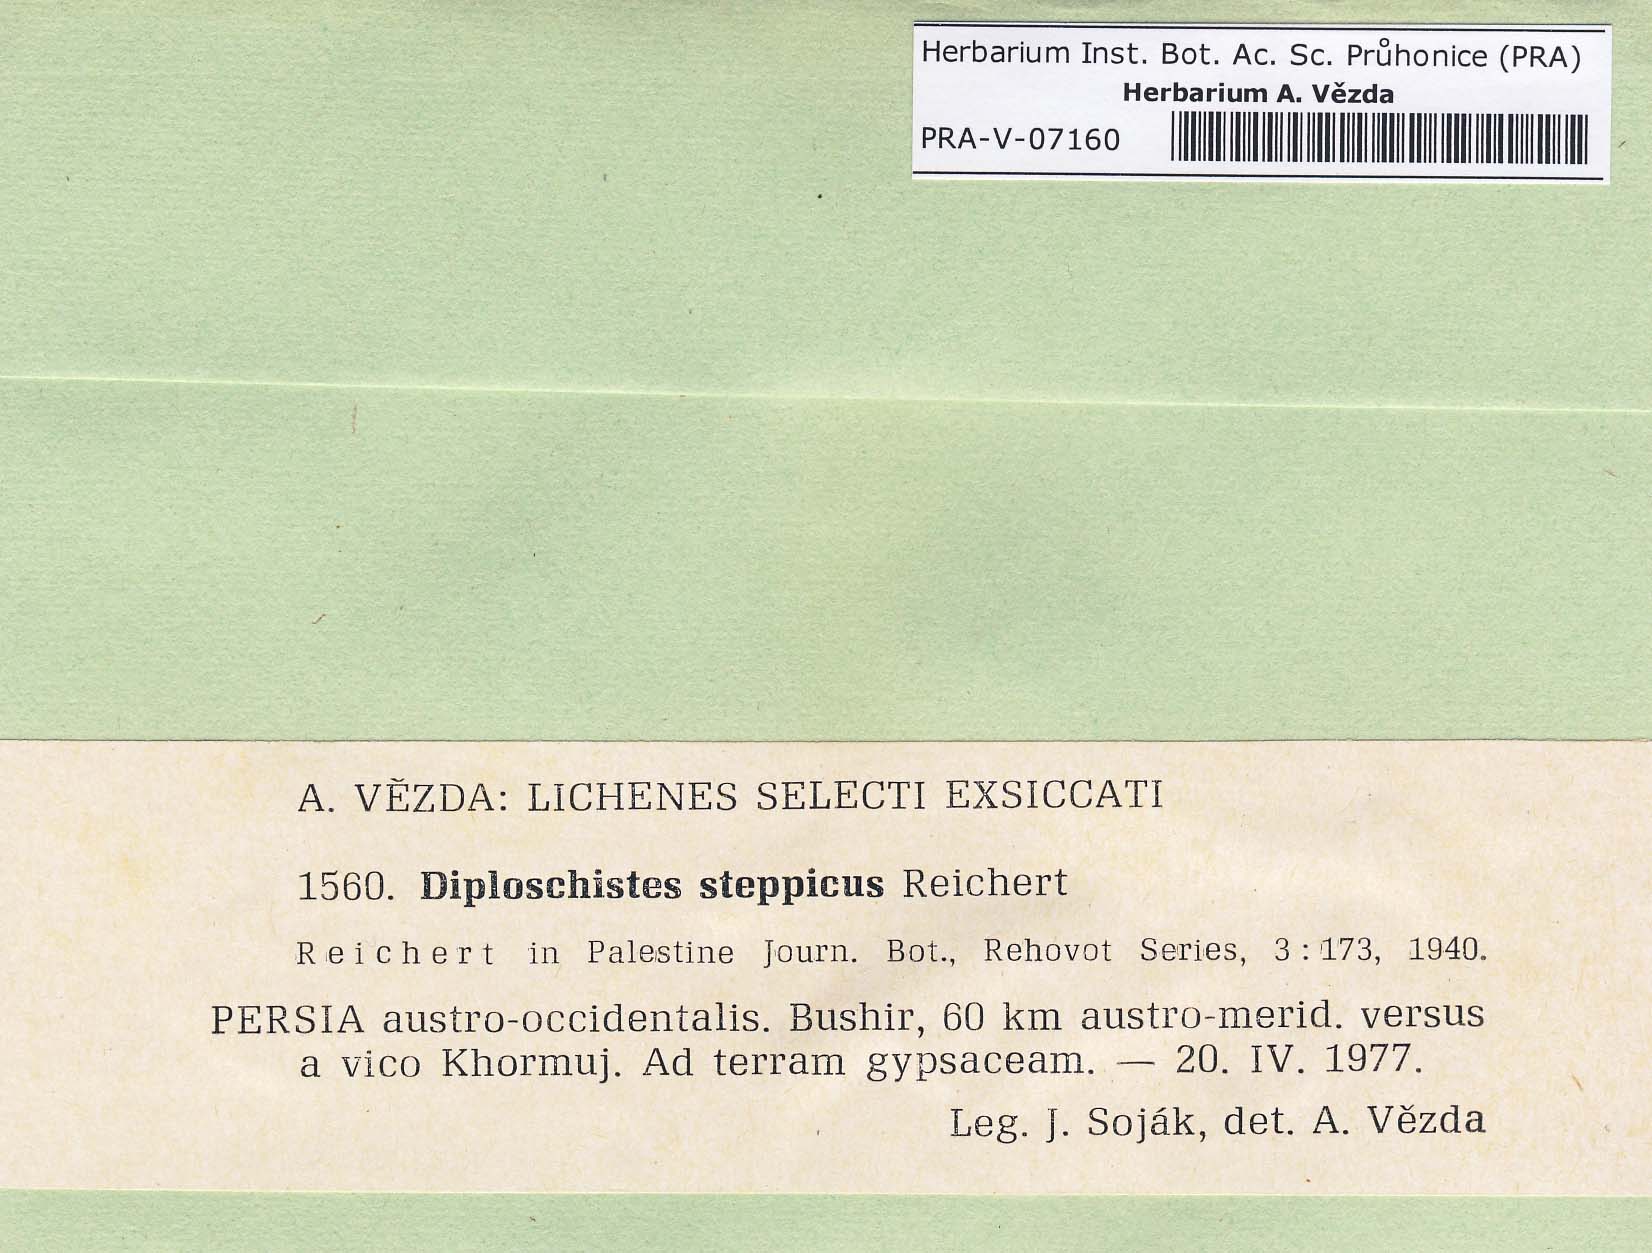 Herbarium Inst. Bot. Ac. Sc. Průhonice (PRA)
Herbarium A. Vězda
PRA-V-07160
A. VĚZDA: LICHENES SELECTI EXSICCATI
1560. Diploschistes steppicus Reichert
Reichert in Palestine Journ. Bot., Rehovot Series, 3 : 173, 1940.
PERSIA austro-occidentalis. Bushir, 60 km austro-merid. versus
a vico Khormuj. Ad terram gypsaceam. — 20. IV. 1977.
Leg. J. Soják, det. A. Vězda